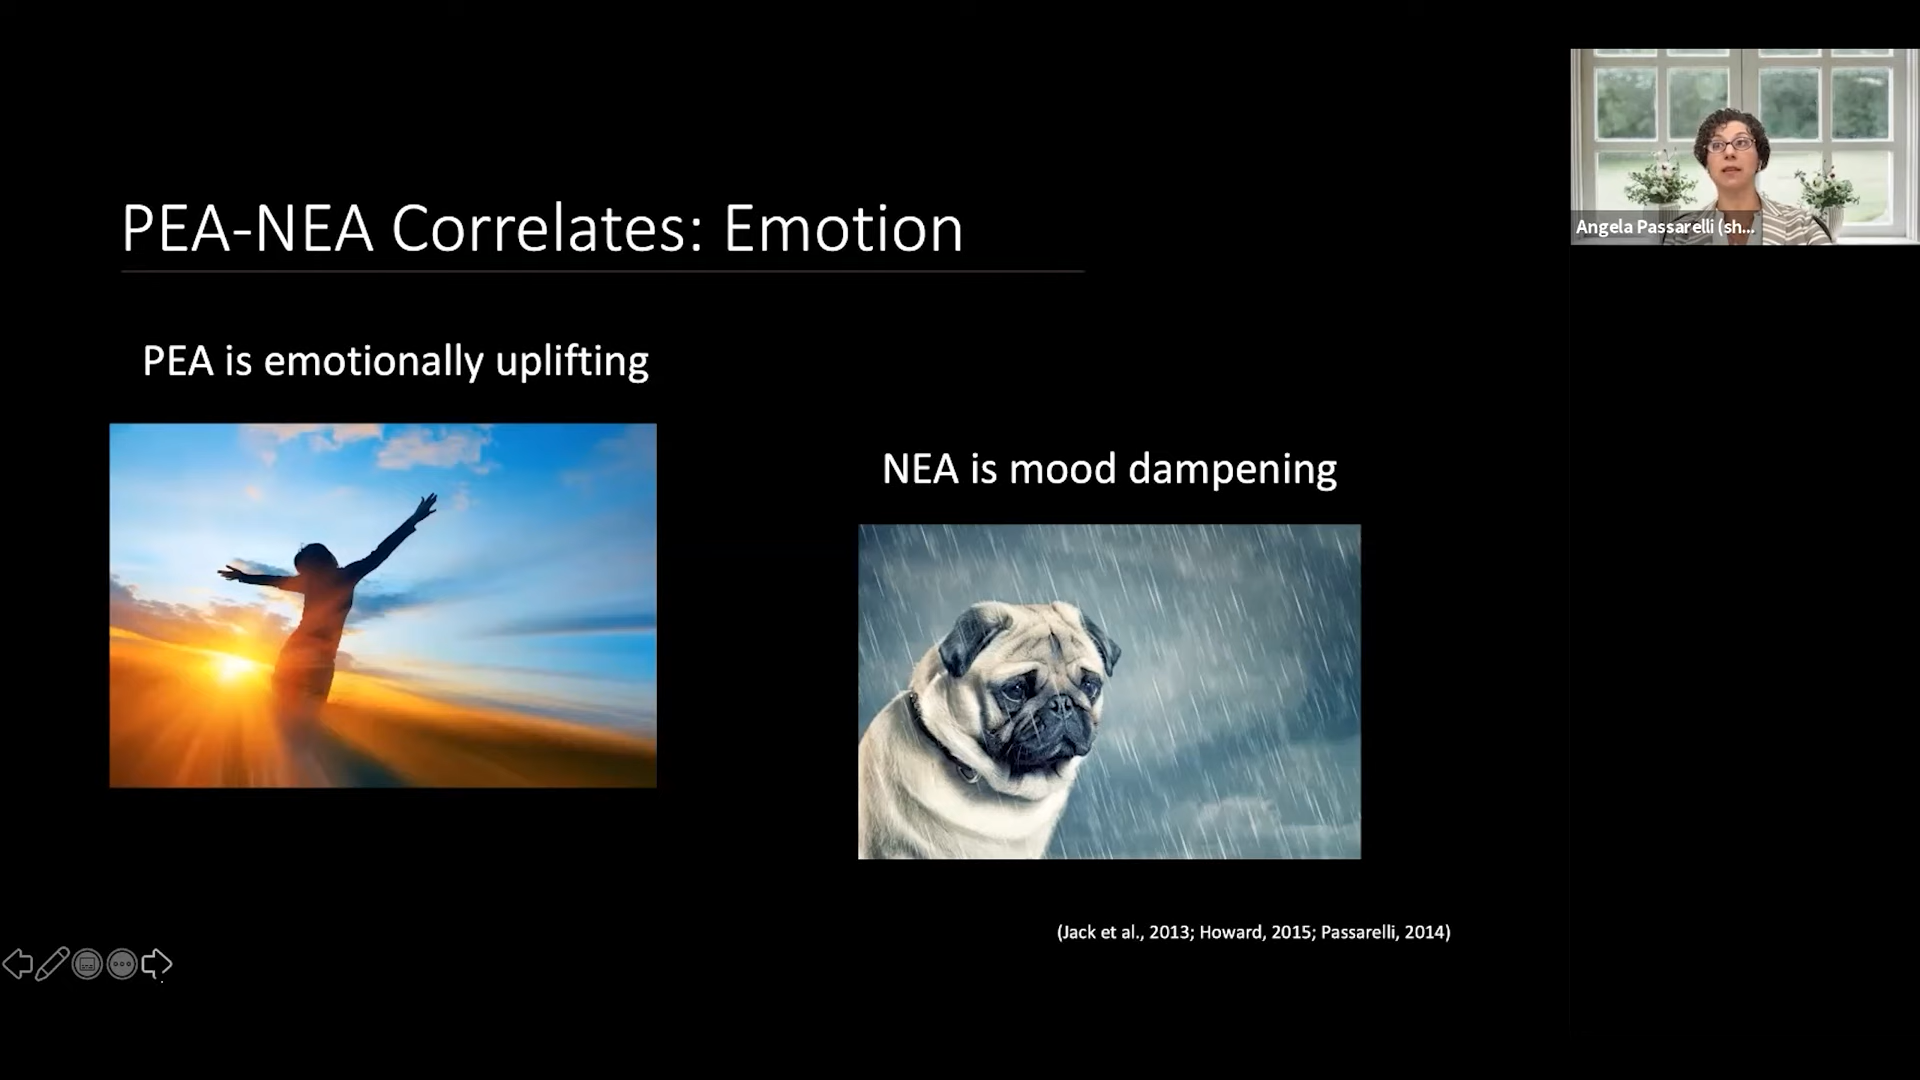 PEA-NEA Correlates: Emotion
PEA is emotionally uplifting
NEA is mood dampening
(Jack et al., 2013; Howard, 2015; Passarelli, 2014)
Angela Passarelli (sh...